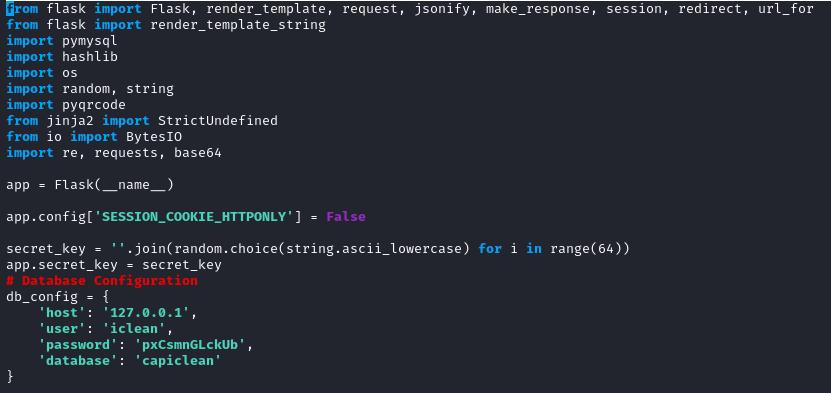 from flask import Flask, render_template, request, jsonify, make_response, session, redirect, url_for
from flask import render_template_string
import pymysql
import hashlib
import os
import random, string
import pyqrcode
from jinja2 import StrictUndefined
from io import BytesIO
import re, requests, base64
app = Flask(__name__)
app.config['SESSION_COOKIE_HTTPONLY'] = False
secret_key = ''.join(random.choice(string.ascii_lowercase) for i in range(64))
app.secret_key = secret_key
# Database Configuration
db_config = {
    'host': '127.0.0.1',
    'user': 'iclean',
    'password': 'pxCsmnGLckUb',
    'database': 'capiclean'
}